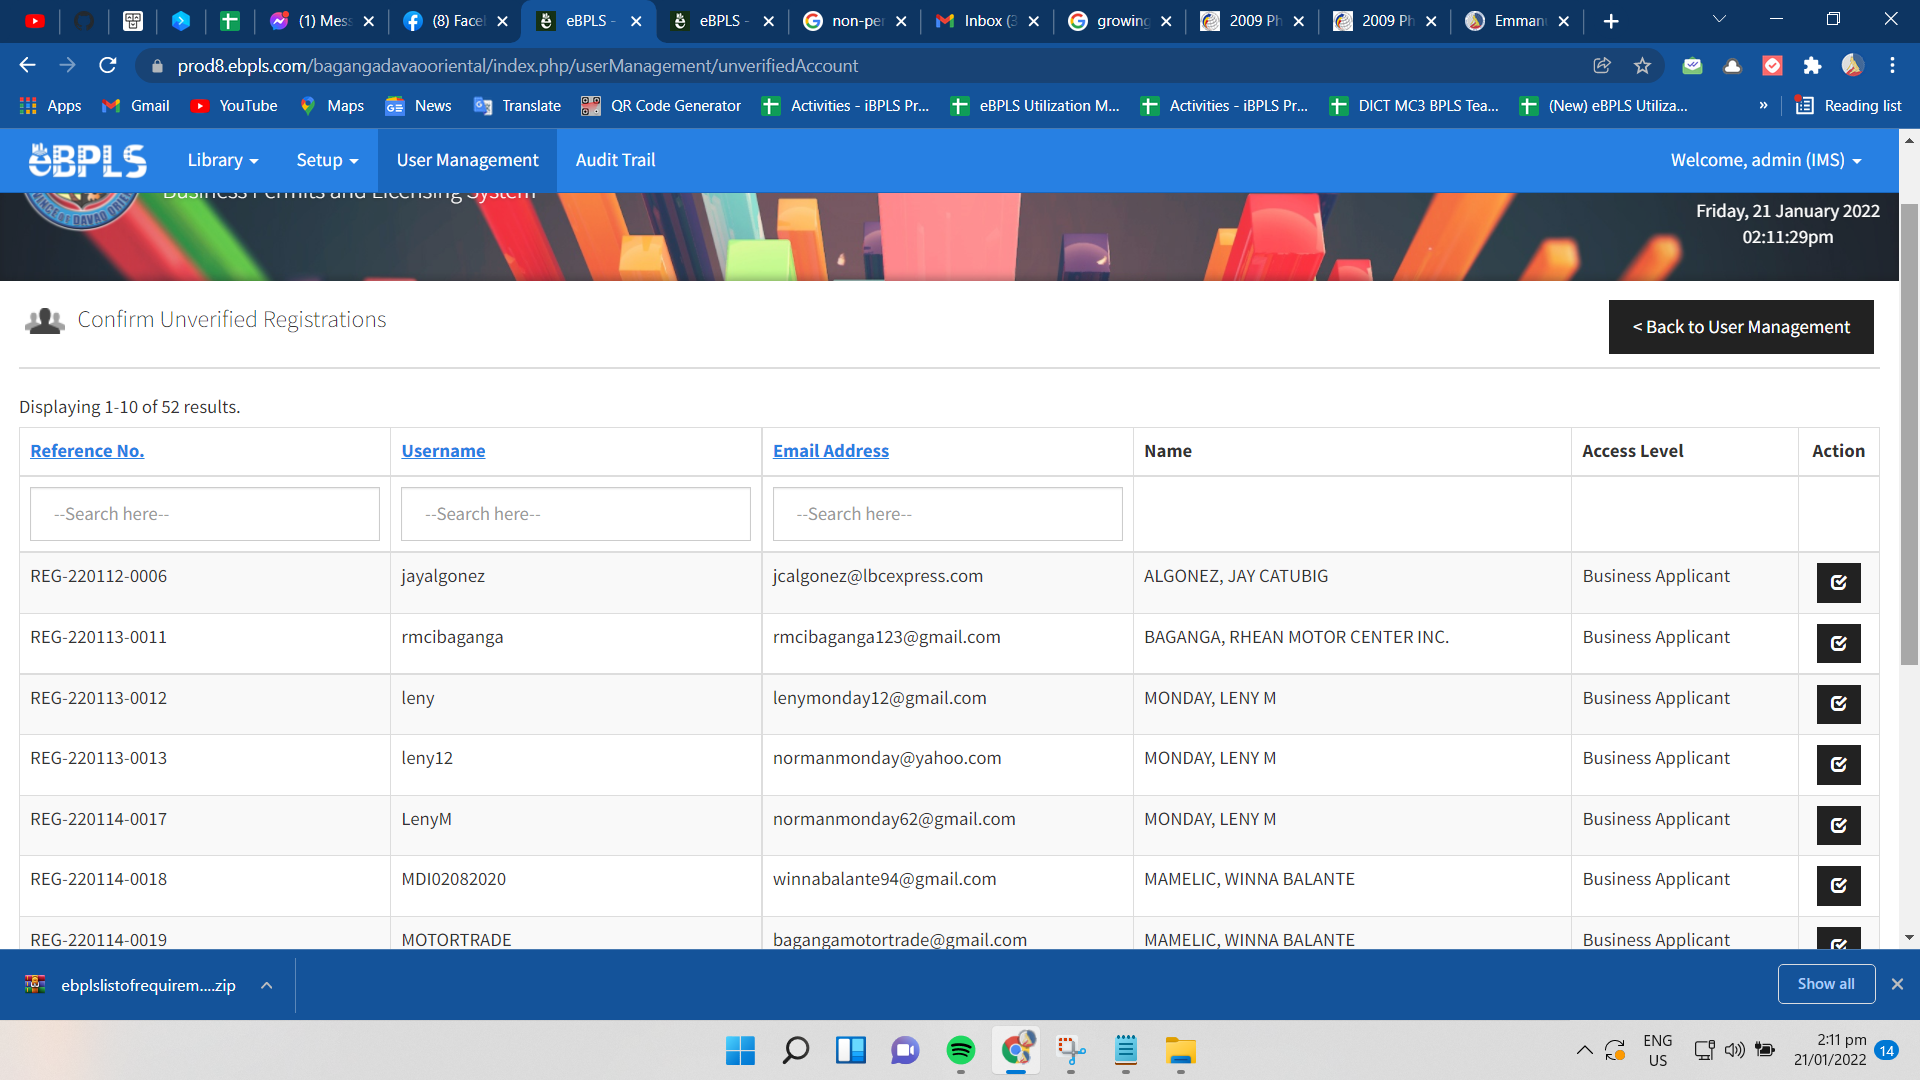 (1) Mess
(8) Facel
eBPLS -
eBPLS -
non-per
Inbox (3
growing
2009 Ph
2009 Ph
Emman
prod8.ebpls.com/bagangadavaooriental/index.php/userManagement/unverifiedAccount
Apps Gmail YouTube Maps News Translate QR Code Generator Activities - iBPLS Pr... eBPLS Utilization M... Activities - iBPLS Pr... DICT MC3 BPLS Tea... (New) eBPLS Utiliza... » Reading list
eBPLS Library Setup User Management Audit Trail Welcome, admin (IMS)
Business Permits and Licensing System
Friday, 21 January 2022
02:11:29pm
Confirm Unverified Registrations
< Back to User Management
Displaying 1-10 of 52 results.
Reference No. Username Email Address Name Access Level Action
--Search here-- --Search here-- --Search here--
REG-220112-0006 jayalgonez jcalgonez@lbcexpress.com ALGONEZ, JAY CATUBIG Business Applicant
REG-220113-0011 rmcibaganga rmcibaganga123@gmail.com BAGANGA, RHEAN MOTOR CENTER INC. Business Applicant
REG-220113-0012 leny lenymonday12@gmail.com MONDAY, LENY M Business Applicant
REG-220113-0013 leny12 normanmonday@yahoo.com MONDAY, LENY M Business Applicant
REG-220114-0017 LenyM normanmonday62@gmail.com MONDAY, LENY M Business Applicant
REG-220114-0018 MDI02082020 winnabalante94@gmail.com MAMELIC, WINNA BALANTE Business Applicant
REG-220114-0019 MOTORTRADE bagangamotortrade@gmail.com MAMELIC, WINNA BALANTE Business Applicant
ebplslistofrequirem....zip
Show all
ENG
US
2:11 pm
21/01/2022
14